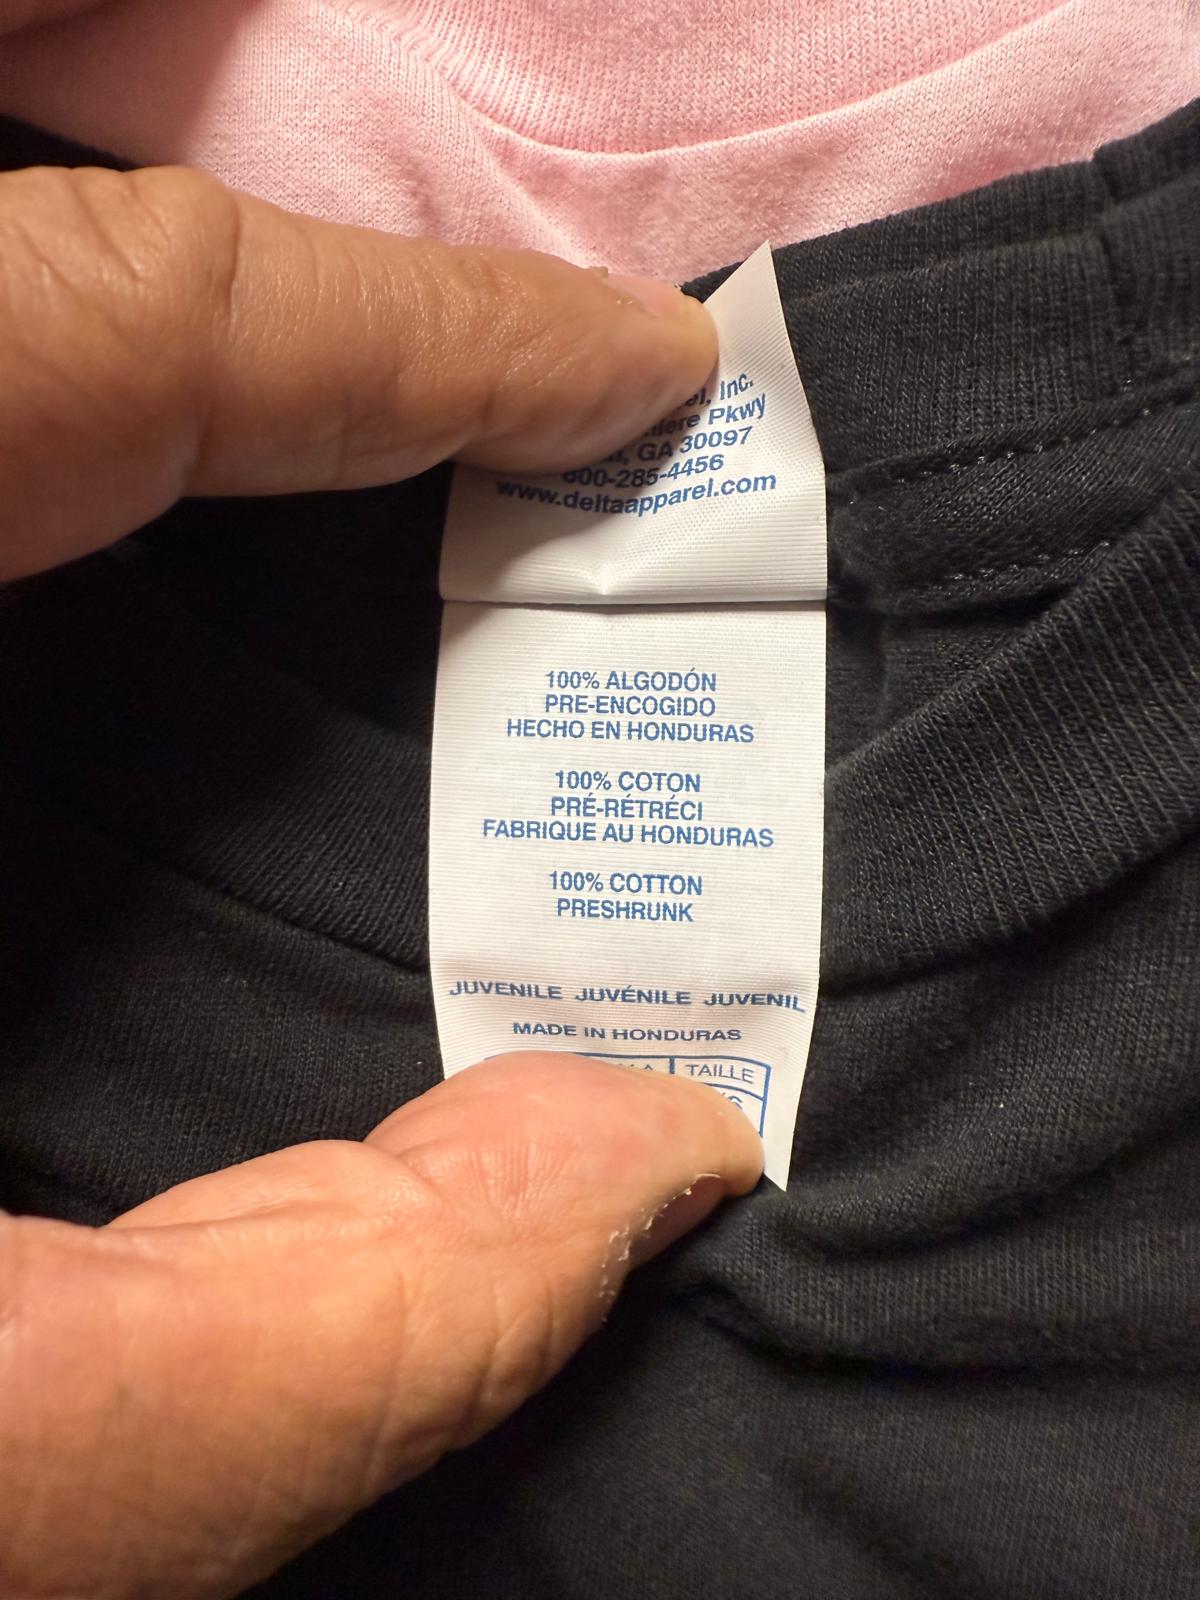 Inc.
Pkwy
GA 30097
800-285-4456
www.deltaapparel.com
100% ALGODÓN
PRE-ENCOGIDO
HECHO EN HONDURAS
100% COTON
PRÉ-RÉTRÉCI
FABRIQUE AU HONDURAS
100% COTTON
PRESHRUNK
JUVENILE JUVÉNILE JUVENIL
MADE IN HONDURAS
TAILLE